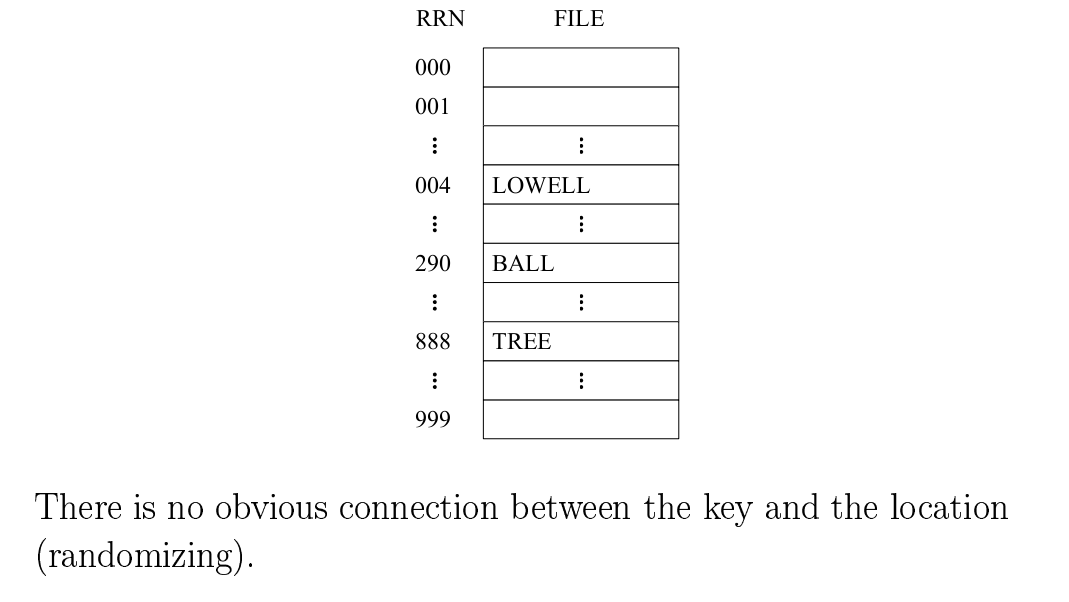 RRN FILE
000
001
⋮ ⋮
004 LOWELL
⋮ ⋮
290 BALL
⋮ ⋮
888 TREE
⋮ ⋮
999
There is no obvious connection between the key and the location
(randomizing).